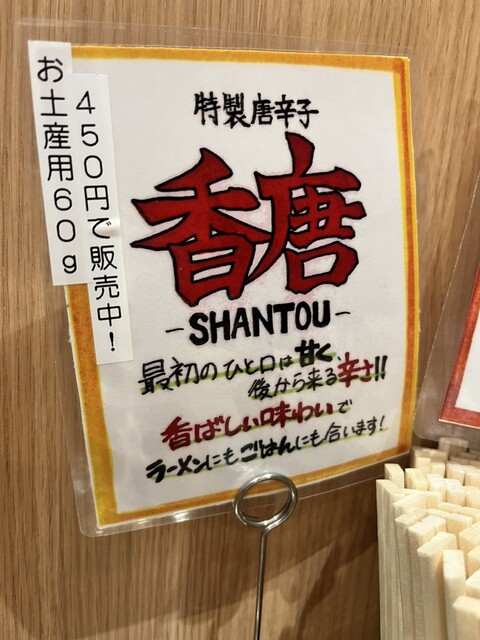 お土産用60g
450円で販売中!
特製唐辛子
香唐
-SHANTOU-
最初のひと口は甘く、
後から来る辛さ!!
香ばしい味わいで
ラーメンにもごはんにも合います!